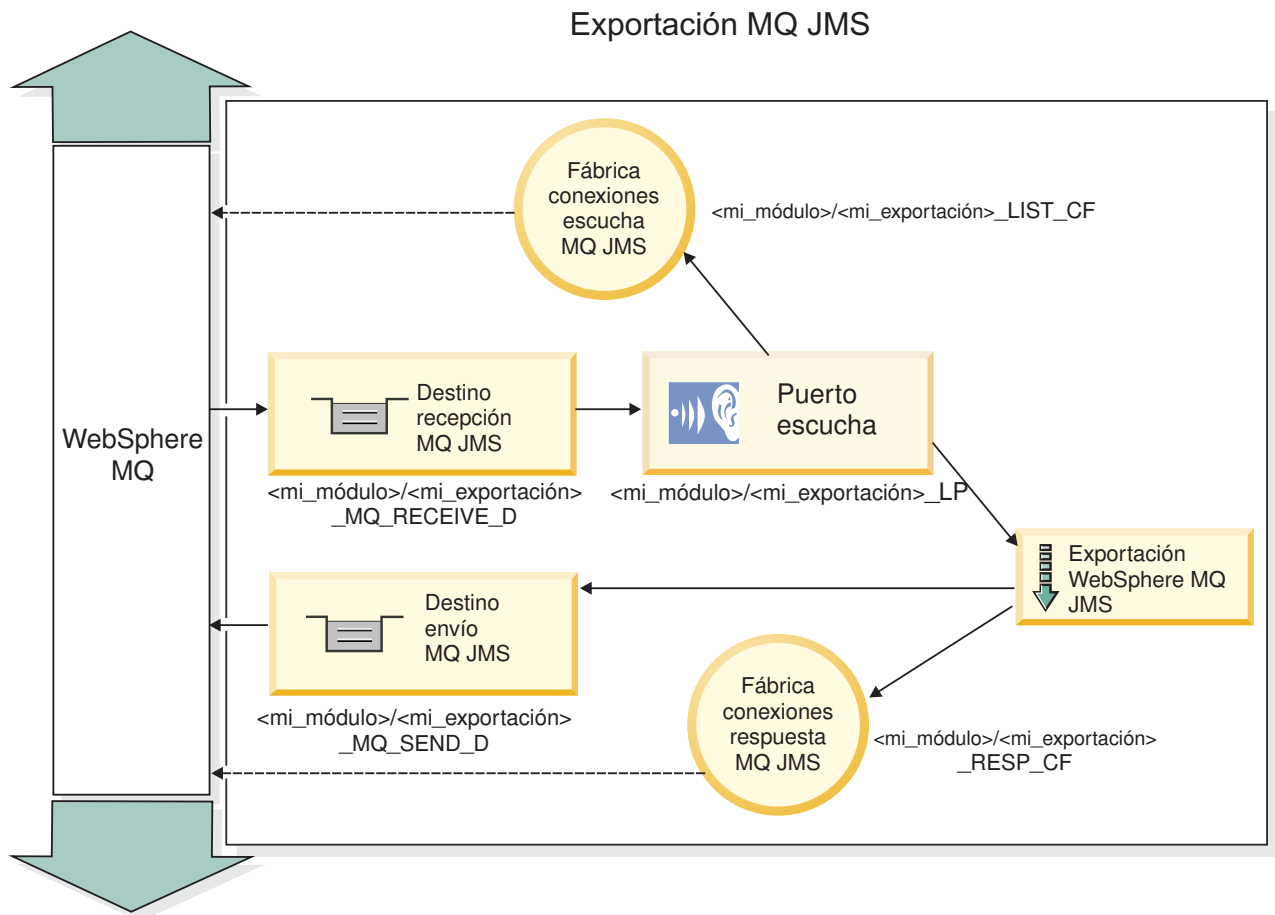 Exportación MQ JMS
Fábrica
conexiones
escucha
MQ JMS
<mi_módulo>/<mi_exportación>_LIST_CF
WebSphere
MQ
Destino
recepción
MQ JMS
<mi_módulo>/<mi_exportación>
_MQ_RECEIVE_D
Puerto
escucha
<mi_módulo>/<mi_exportación>_LP
Exportación
WebSphere MQ
JMS
Destino
envío
MQ JMS
<mi_módulo>/<mi_exportación>
_MQ_SEND_D
Fábrica
conexiones
respuesta
MQ JMS
<mi_módulo>/<mi_exportación>
_RESP_CF